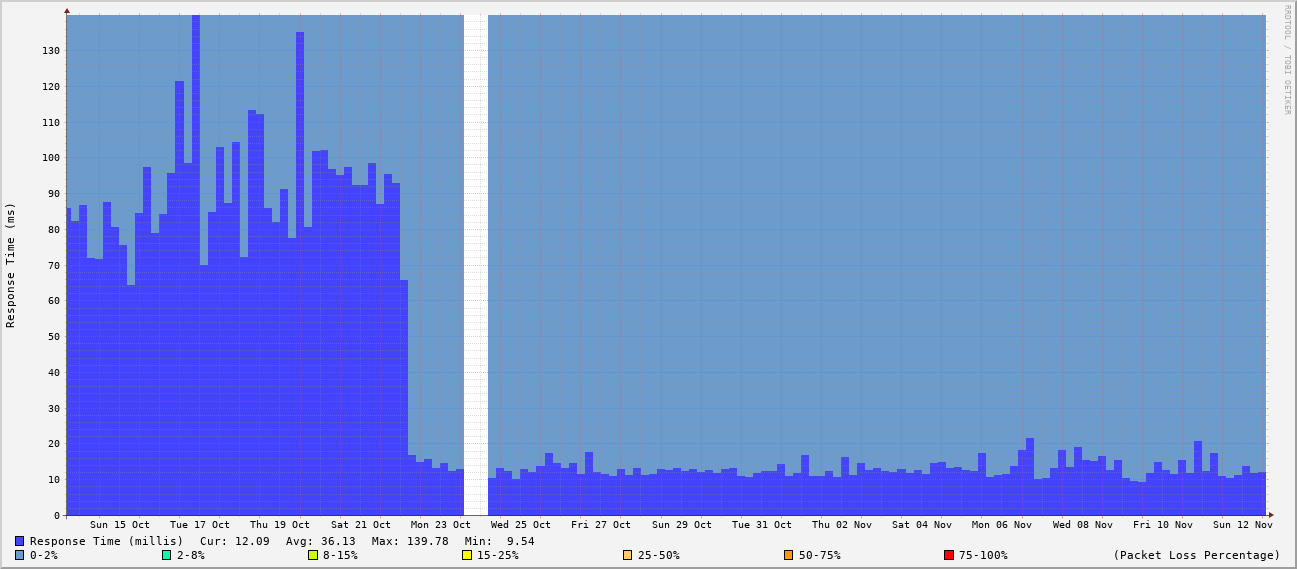 RRDTOOL / TOBI OETIKER
Response Time (ms)
130
120
110
100
90
80
70
60
50
40
30
20
10
0
Sun 15 Oct Tue 17 Oct Thu 19 Oct Sat 21 Oct Mon 23 Oct Wed 25 Oct Fri 27 Oct Sun 29 Oct Tue 31 Oct Thu 02 Nov Sat 04 Nov Mon 06 Nov Wed 08 Nov Fri 10 Nov Sun 12 Nov
Response Time (millis) Cur: 12.09 Avg: 36.13 Max: 139.78 Min: 9.54
0-2% 2-8% 8-15% 15-25% 25-50% 50-75% 75-100% (Packet Loss Percentage)